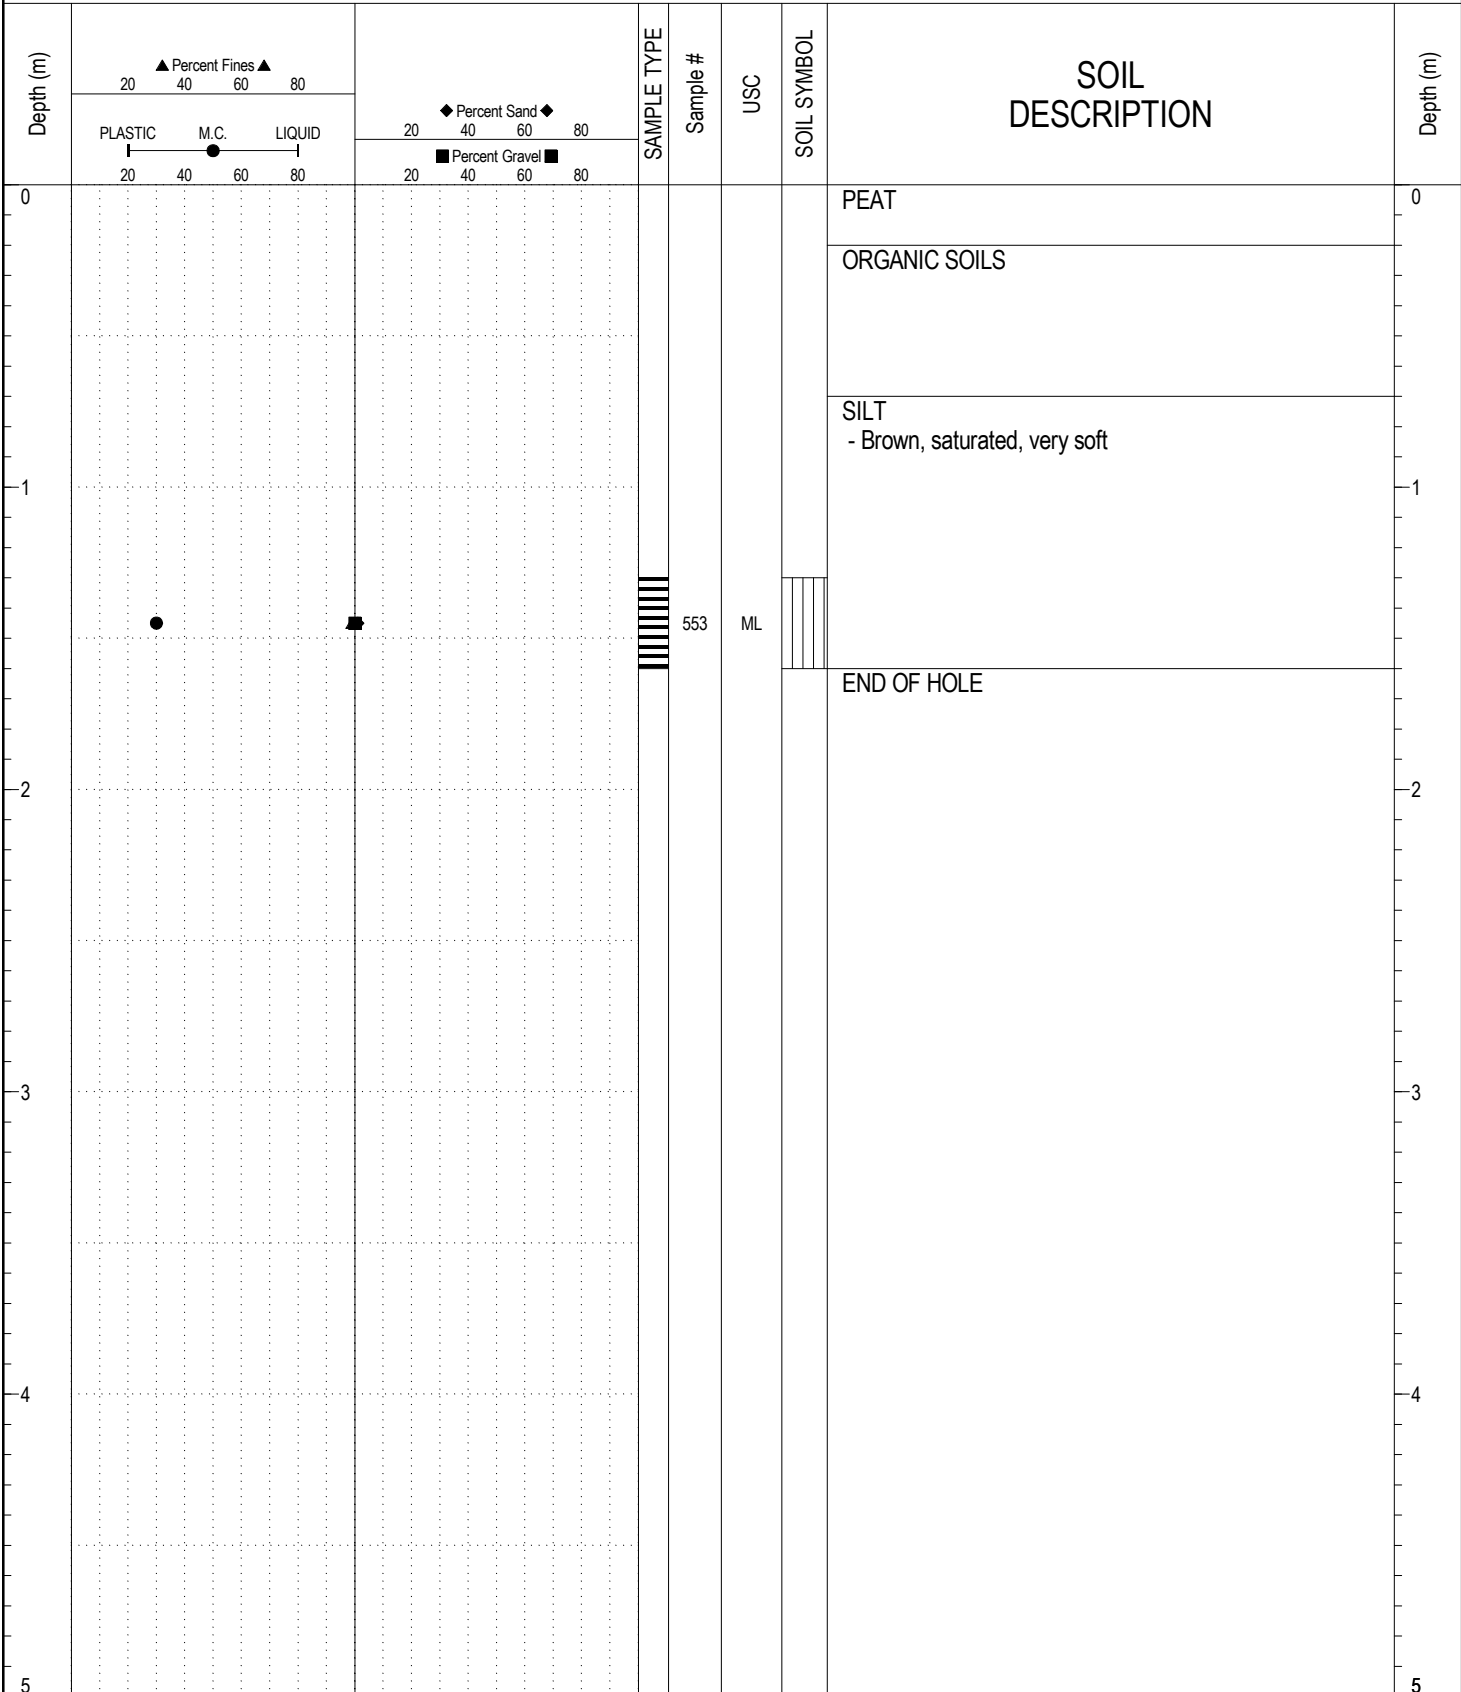 Depth (m)
▲ Percent Fines ▲
20 40 60 80
PLASTIC M.C. LIQUID
20 40 60 80
◆ Percent Sand ◆
20 40 60 80
■ Percent Gravel ■
20 40 60 80
SAMPLE TYPE
Sample #
USC
SOIL SYMBOL
SOIL
DESCRIPTION
Depth (m)
0 PEAT 0
ORGANIC SOILS
SILT
- Brown, saturated, very soft
1 1
553 ML
END OF HOLE
2 2
3 3
4 4
5 5